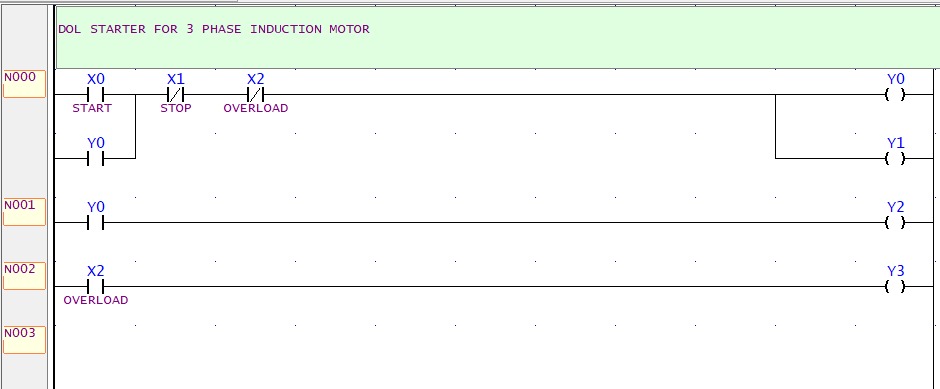 DOL STARTER FOR 3 PHASE INDUCTION MOTOR
N000 X0 X1 X2 Y0
START STOP OVERLOAD
Y0 Y1
N001 Y0 Y2
N002 X2 Y3
OVERLOAD
N003